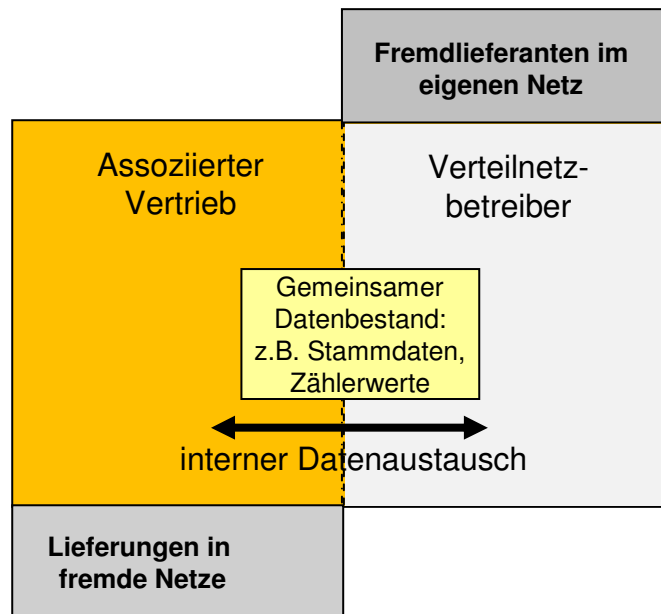 Fremdlieferanten im
eigenen Netz
Assoziierter
Vertrieb
Verteilnetz-
betreiber
Gemeinsamer
Datenbestand:
z.B. Stammdaten,
Zählerwerte
interner Datenaustausch
Lieferungen in
fremde Netze